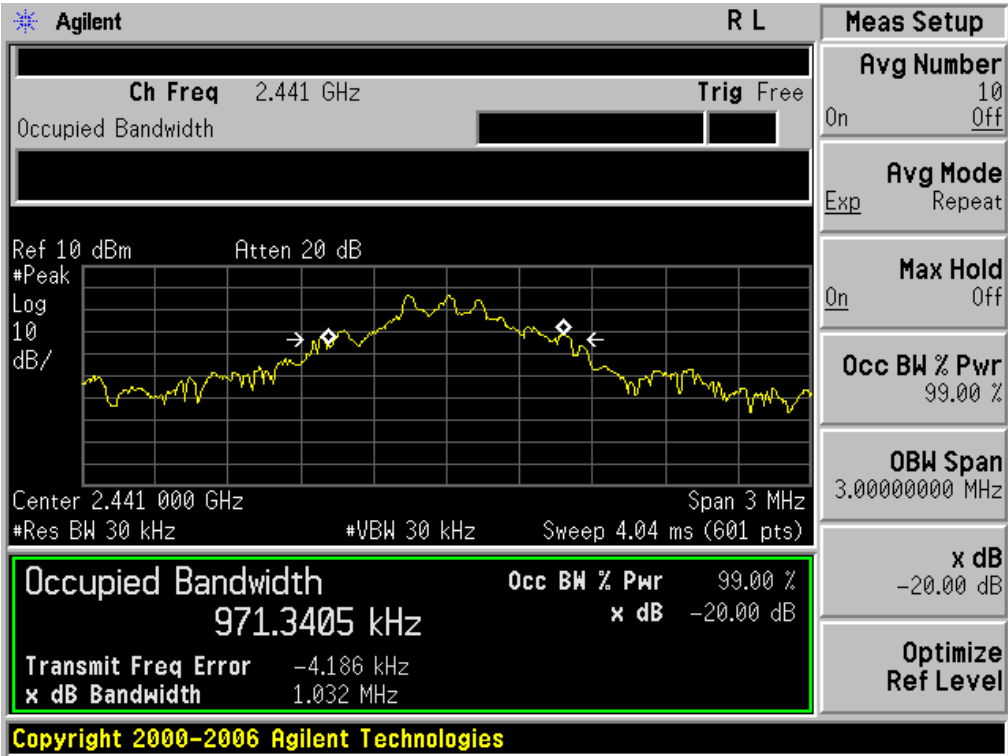 Agilent R L
Meas Setup
Ch Freq 2.441 GHz Trig Free
Occupied Bandwidth
Ref 10 dBm Atten 20 dB
#Peak
Log
10
dB/
Center 2.441 000 GHz Span 3 MHz
#Res BW 30 kHz #VBW 30 kHz Sweep 4.04 ms (601 pts)
Occupied Bandwidth
971.3405 kHz
Occ BW % Pwr 99.00 %
x dB -20.00 dB
Transmit Freq Error -4.186 kHz
x dB Bandwidth 1.032 MHz
Avg Number
10
On Off
Avg Mode
Exp Repeat
Max Hold
On Off
Occ BW % Pwr
99.00 %
OBW Span
3.00000000 MHz
x dB
-20.00 dB
Optimize
Ref Level
Copyright 2000-2006 Agilent Technologies